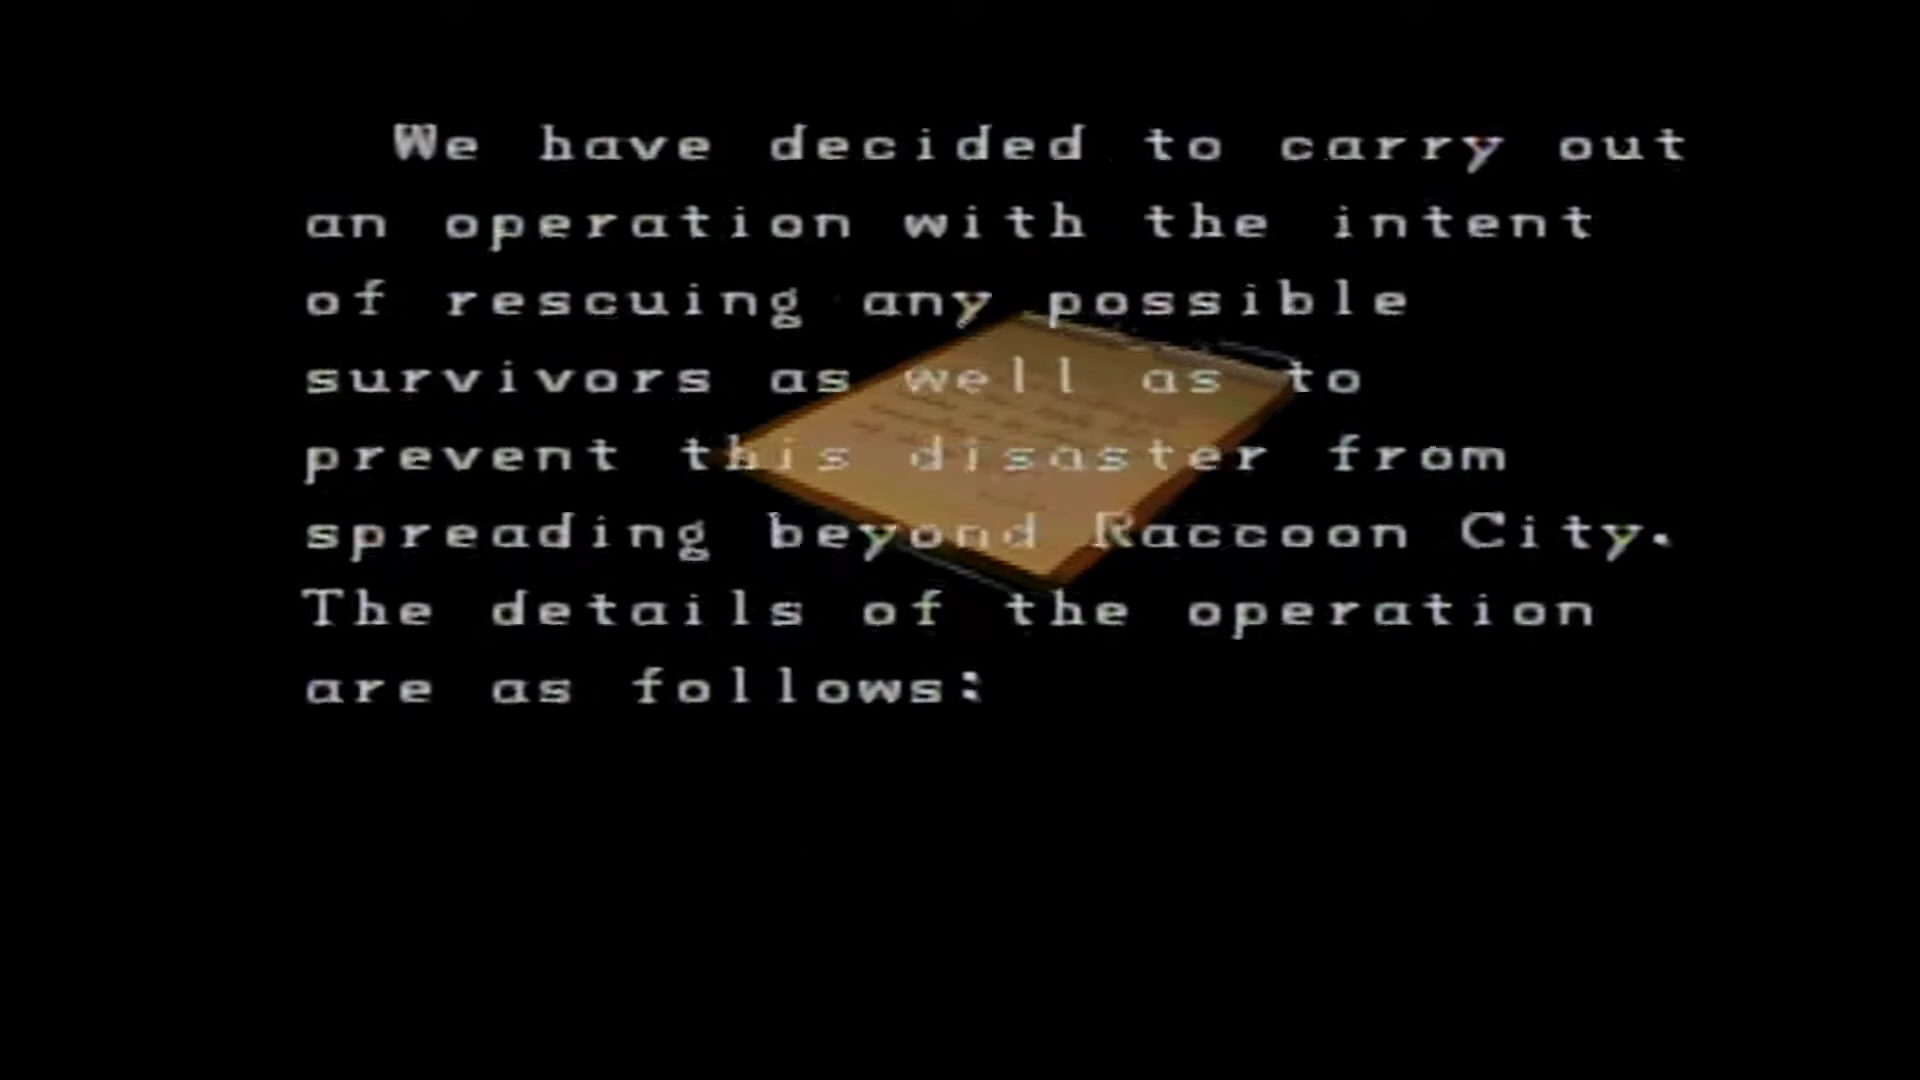 We have decided to carry out
an operation with the intent
of rescuing any possible
survivors as well as to
prevent this disaster from
spreading beyond Raccoon City.
The details of the operation
are as follows: